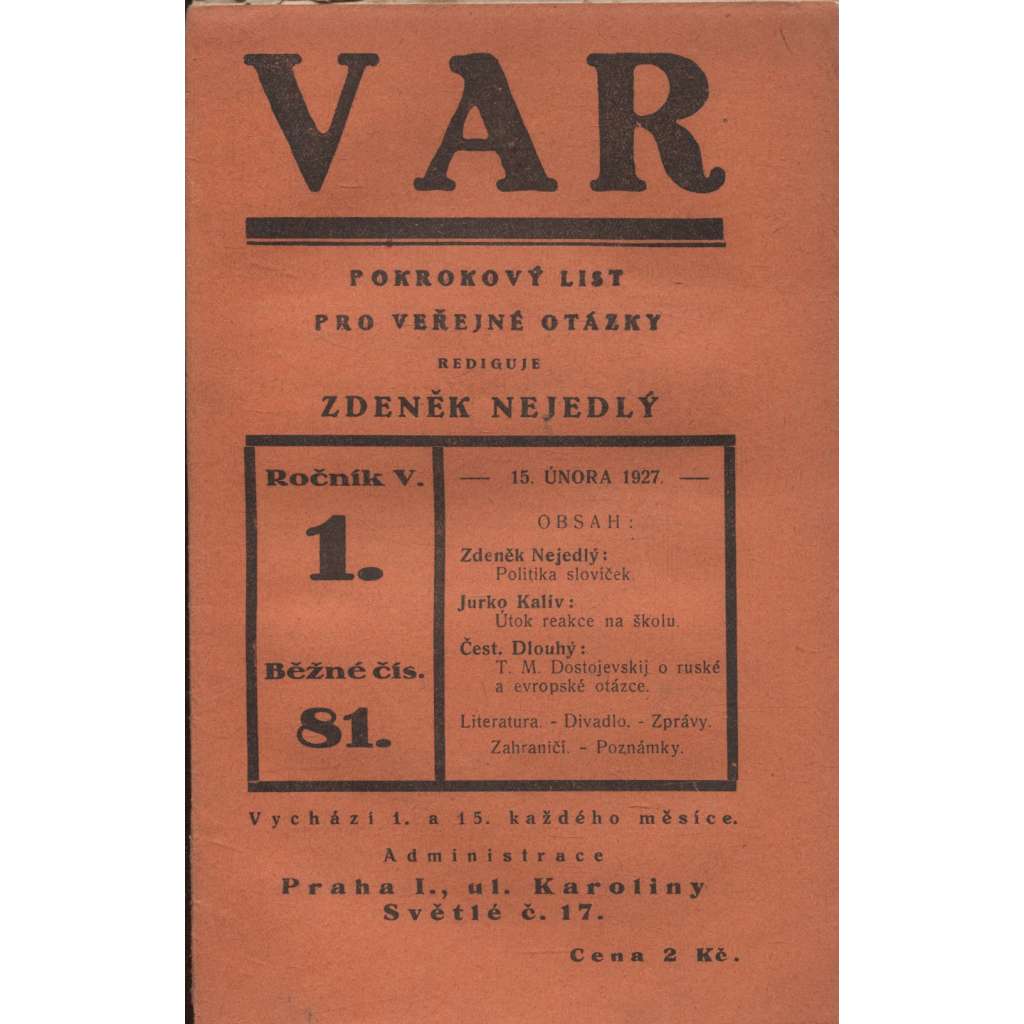 VAR
POKROKOVÝ LIST
PRO VEŘEJNÉ OTÁZKY
REDIGUJE
ZDENĚK NEJEDLÝ
Ročník V.
1.
Běžné čís.
81.
— 15. ÚNORA 1927. —
OBSAH:
Zdeněk Nejedlý:
Politika slovíček.
Jurko Kaliv:
Útok reakce na školu.
Čest. Dlouhý:
T. M. Dostojevskij o ruské
a evropské otázce.
Literatura. - Divadlo. - Zprávy.
Zahraničí. - Poznámky.
Vychází 1. a 15. každého měsíce.
Administrace
Praha I., ul. Karoliny
Světlé č. 17.
Cena 2 Kč.